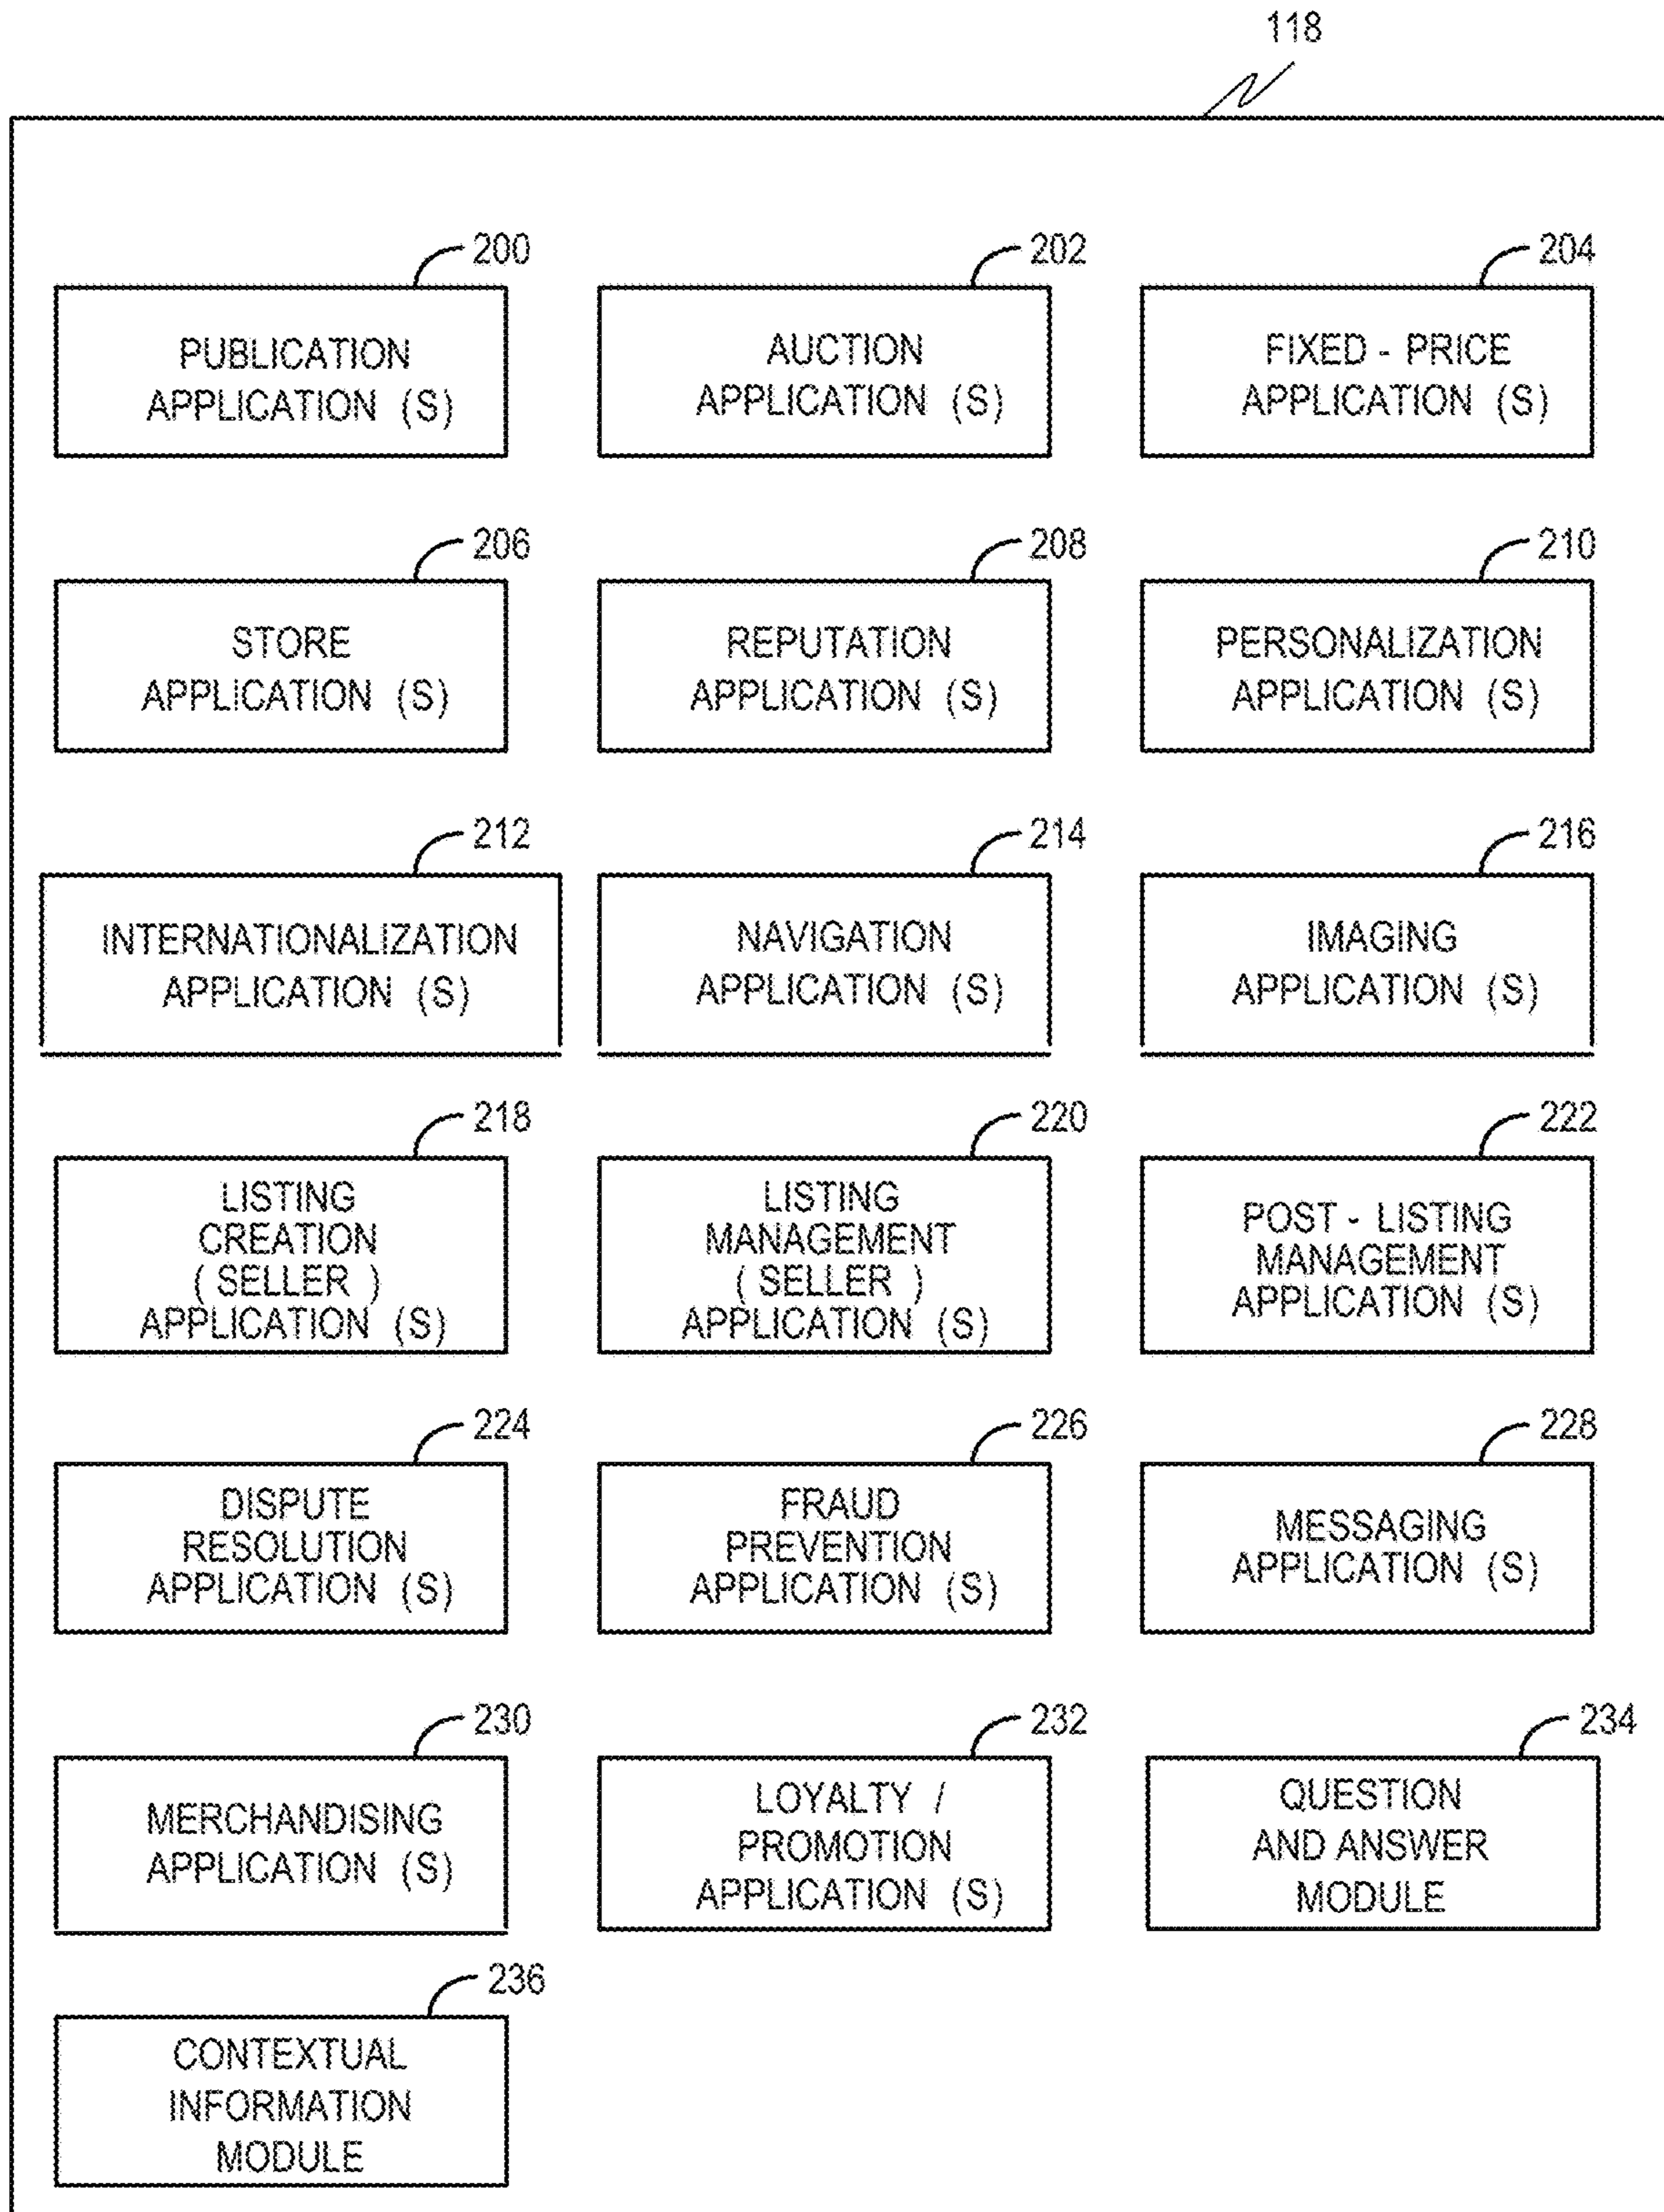 118
200
PUBLICATION
APPLICATION (S)
202
AUCTION
APPLICATION (S)
204
FIXED - PRICE
APPLICATION (S)
206
STORE
APPLICATION (S)
208
REPUTATION
APPLICATION (S)
210
PERSONALIZATION
APPLICATION (S)
212
INTERNATIONALIZATION
APPLICATION (S)
214
NAVIGATION
APPLICATION (S)
216
IMAGING
APPLICATION (S)
218
LISTING
CREATION
( SELLER )
APPLICATION (S)
220
LISTING
MANAGEMENT
( SELLER )
APPLICATION (S)
222
POST - LISTING
MANAGEMENT
APPLICATION (S)
224
DISPUTE
RESOLUTION
APPLICATION (S)
226
FRAUD
PREVENTION
APPLICATION (S)
228
MESSAGING
APPLICATION (S)
230
MERCHANDISING
APPLICATION (S)
232
LOYALTY /
PROMOTION
APPLICATION (S)
234
QUESTION
AND ANSWER
MODULE
236
CONTEXTUAL
INFORMATION
MODULE